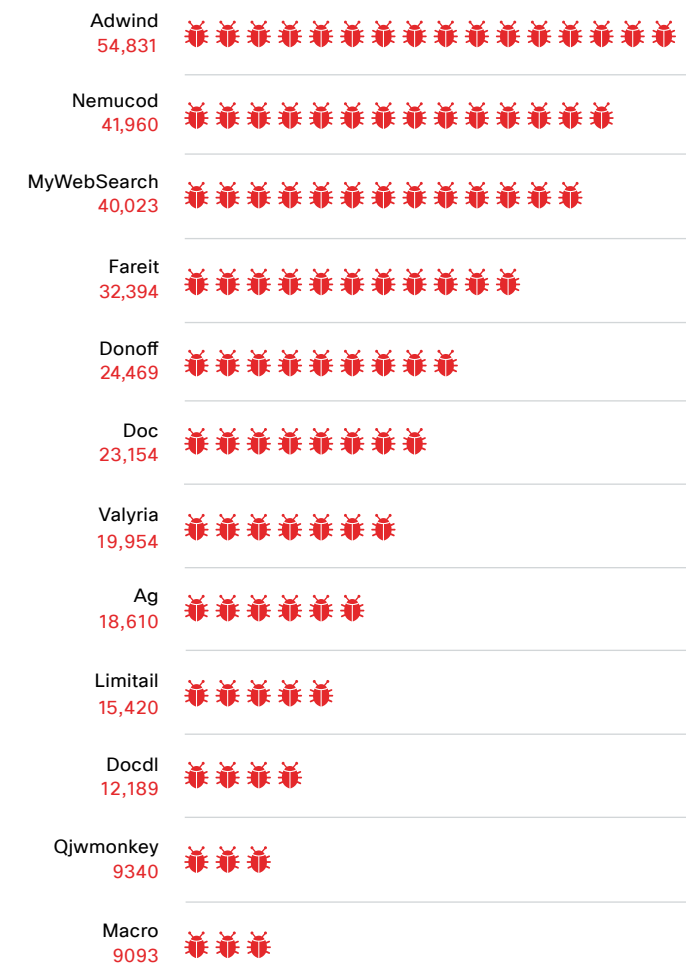 Adwind
54,831
Nemucod
41,960
MyWebSearch
40,023
Fareit
32,394
Donoff
24,469
Doc
23,154
Valyria
19,954
Ag
18,610
Limitail
15,420
Docdl
12,189
Qjwmonkey
9340
Macro
9093